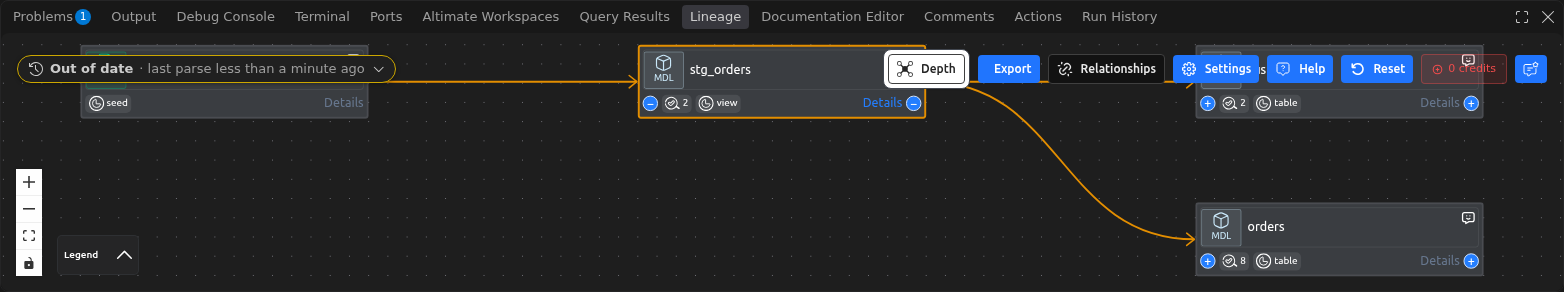 Problems 1 Output Debug Console Terminal Ports Altimate Workspaces Query Results Lineage Documentation Editor Comments Actions Run History
Out of date · last parse less than a minute ago
MDL stg_orders
Depth Export Relationships Settings Help Reset 0 credits
seed Details
2 view Details
2 table Details
MDL orders
8 table Details
Legend